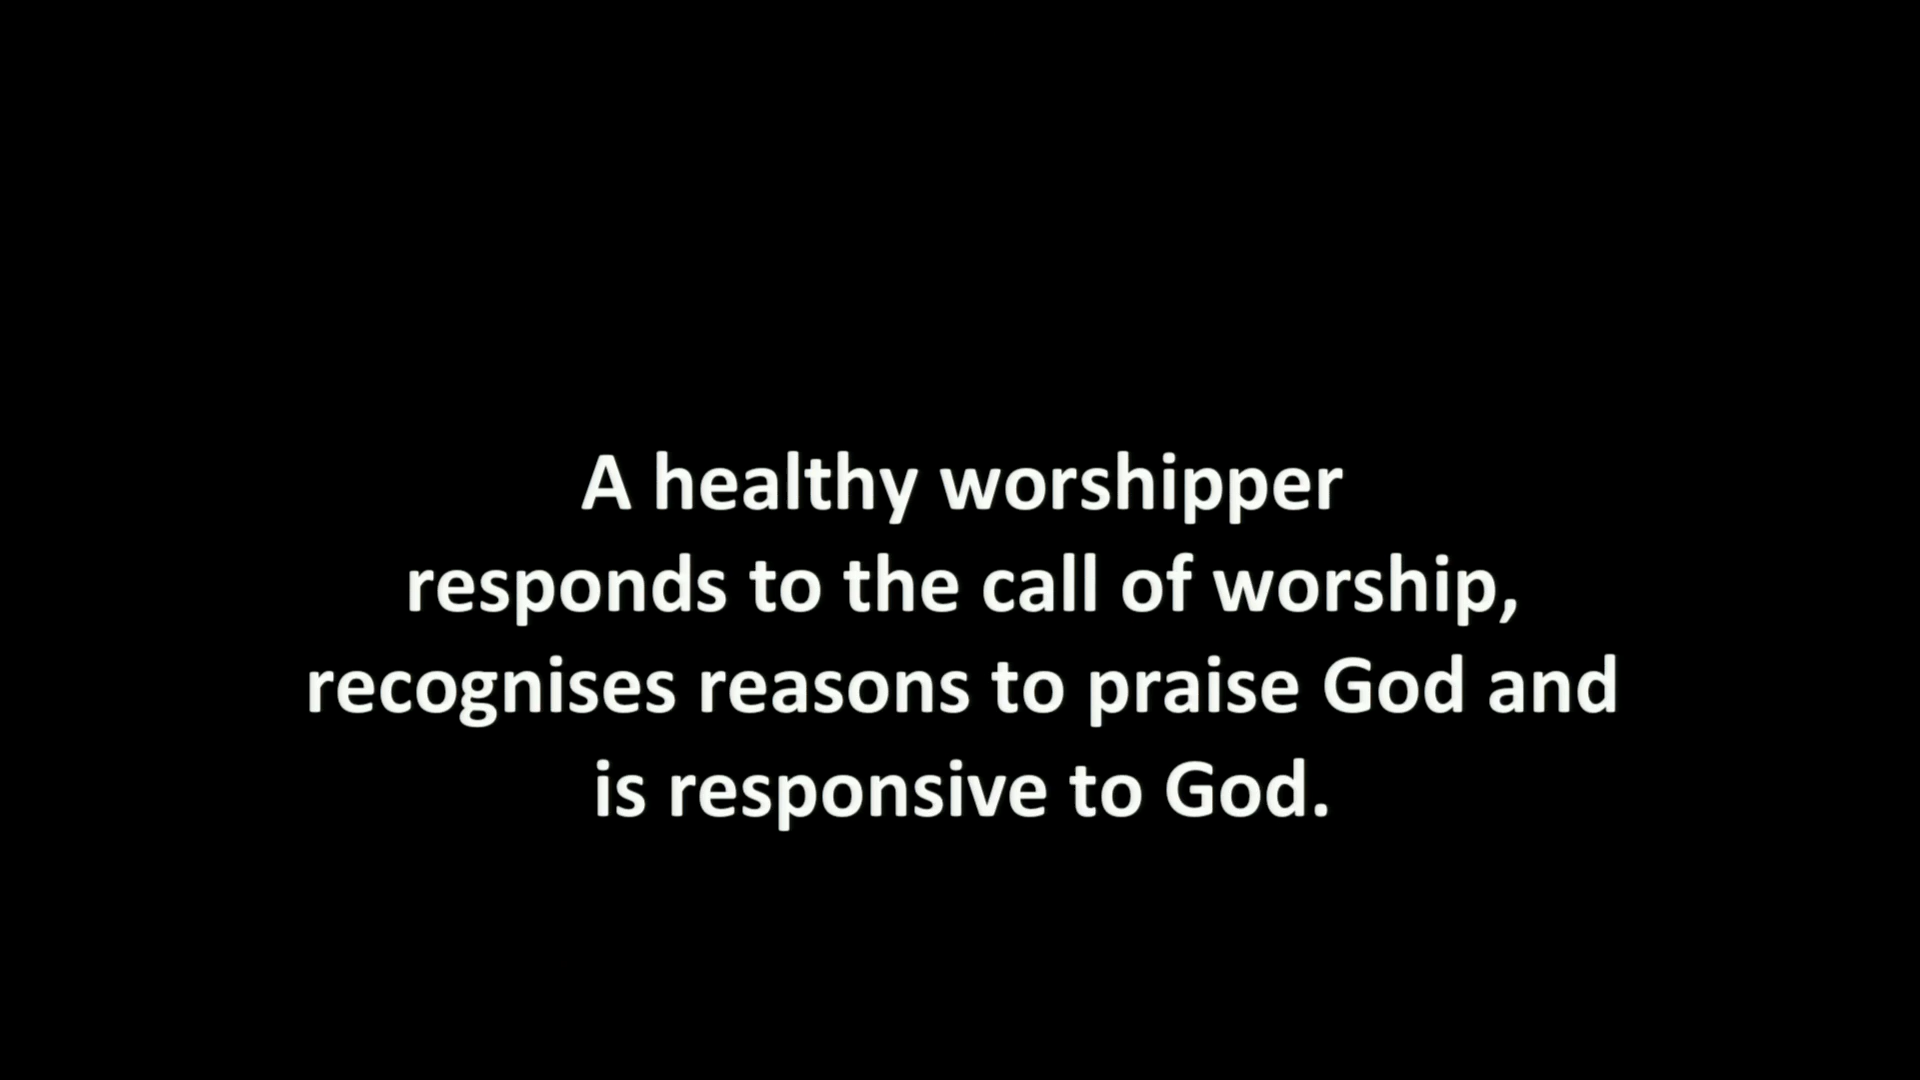 A healthy worshipper
responds to the call of worship,
recognises reasons to praise God and
is responsive to God.